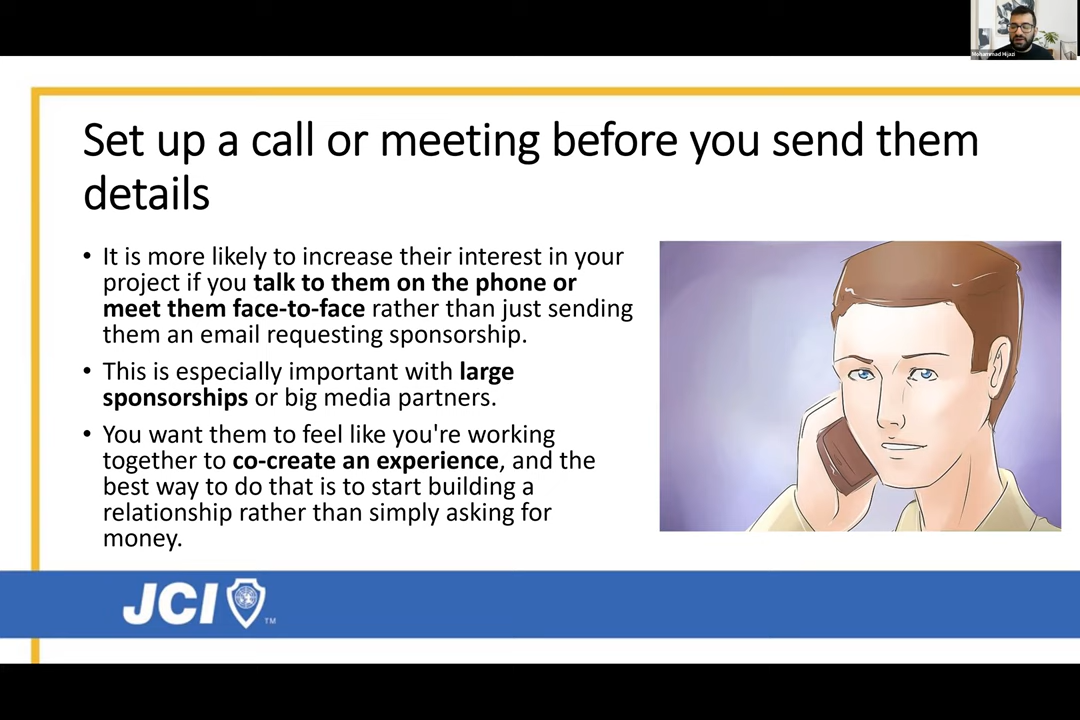 Mohammad Hijazi
Set up a call or meeting before you send them
details
• It is more likely to increase their interest in your
project if you talk to them on the phone or
meet them face-to-face rather than just sending
them an email requesting sponsorship.
• This is especially important with large
sponsorships or big media partners.
• You want them to feel like you're working
together to co-create an experience, and the
best way to do that is to start building a
relationship rather than simply asking for
money.
JCI
TM